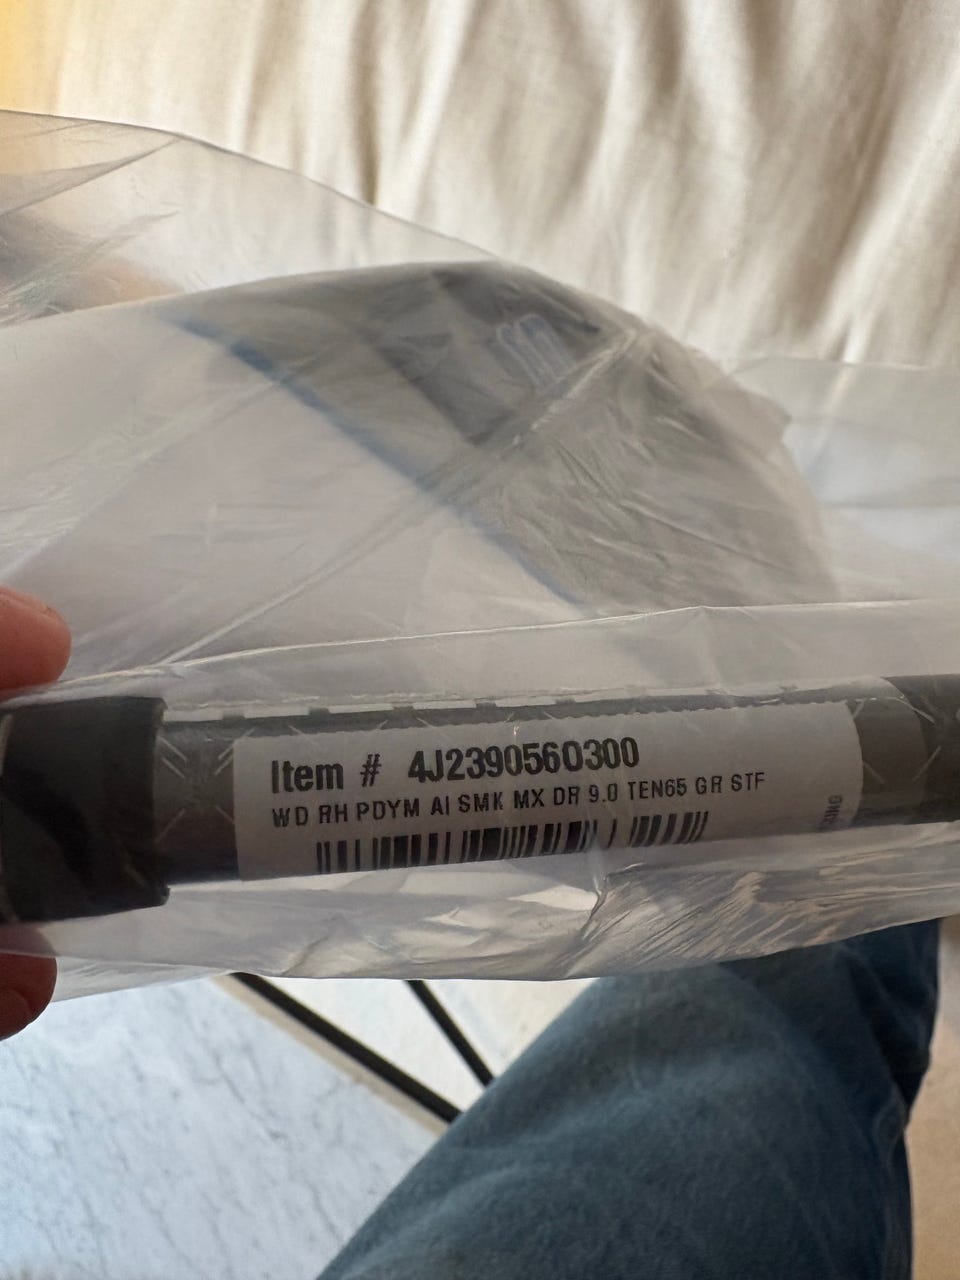 Item # 4J2390560300
WD RH PDYM AI SMK MX DR 9.0 TEN65 GR STF